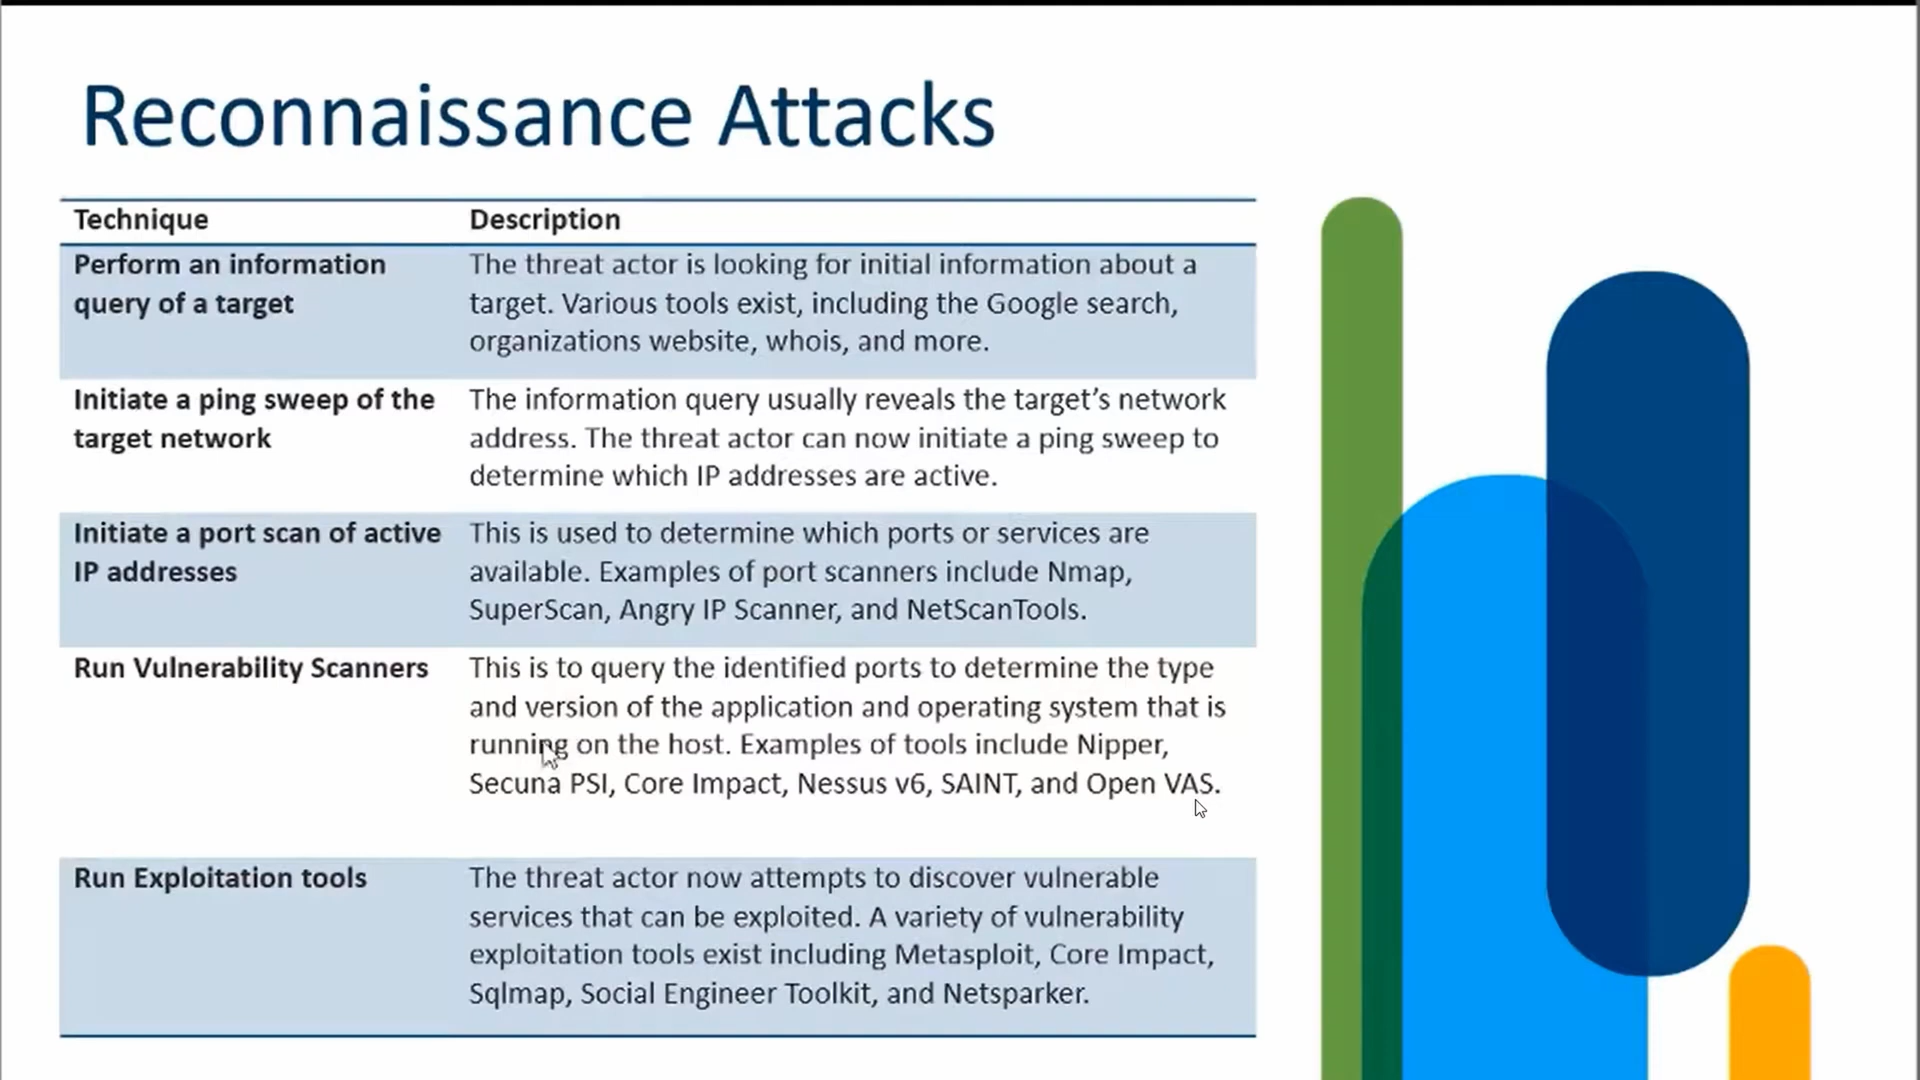 Reconnaissance Attacks
Technique
Description
Perform an information
query of a target
The threat actor is looking for initial information about a
target. Various tools exist, including the Google search,
organizations website, whois, and more.
Initiate a ping sweep of the
target network
The information query usually reveals the target’s network
address. The threat actor can now initiate a ping sweep to
determine which IP addresses are active.
Initiate a port scan of active
IP addresses
This is used to determine which ports or services are
available. Examples of port scanners include Nmap,
SuperScan, Angry IP Scanner, and NetScanTools.
Run Vulnerability Scanners
This is to query the identified ports to determine the type
and version of the application and operating system that is
running on the host. Examples of tools include Nipper,
Secuna PSI, Core Impact, Nessus v6, SAINT, and Open VAS.
Run Exploitation tools
The threat actor now attempts to discover vulnerable
services that can be exploited. A variety of vulnerability
exploitation tools exist including Metasploit, Core Impact,
Sqlmap, Social Engineer Toolkit, and Netsparker.